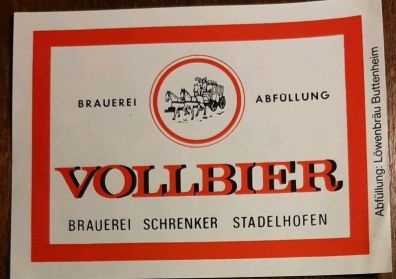 BRAUEREI ABFÜLLUNG
VOLLBIER
BRAUEREI SCHRENKER STADELHOFEN
Abfüllung: Löwenbräu Buttenheim